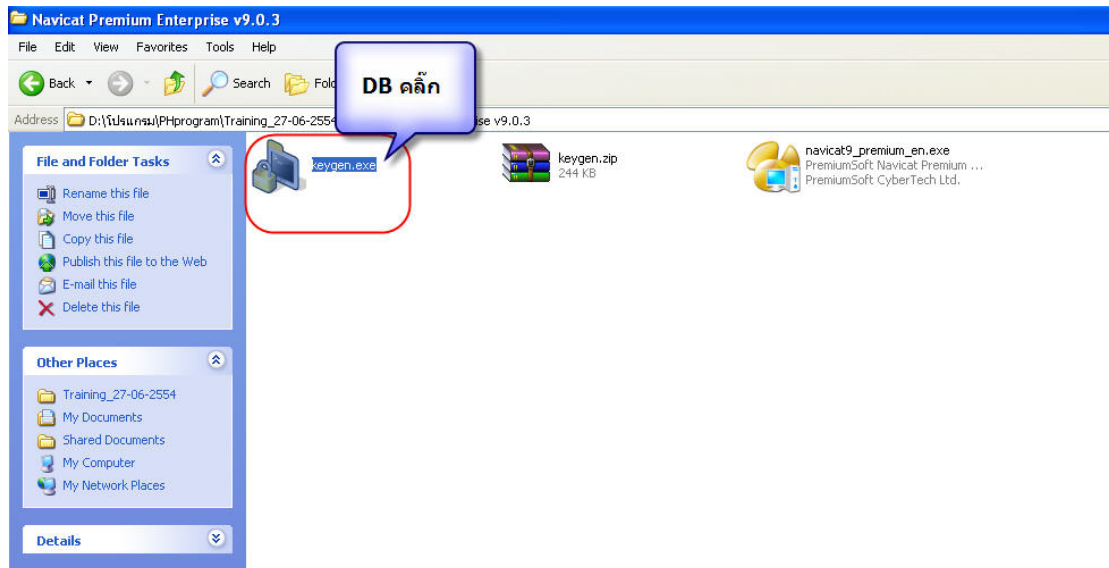 Navicat Premium Enterprise v9.0.3
File Edit View Favorites Tools Help
Back Search Fold
DB คลิ๊ก
Address D:\โปรแกรม\PHprogram\Training_27-06-2554 se v9.0.3
File and Folder Tasks
Rename this file
Move this file
Copy this file
Publish this file to the Web
E-mail this file
Delete this file
Other Places
Training_27-06-2554
My Documents
Shared Documents
My Computer
My Network Places
Details
keygen.exe
keygen.zip
244 KB
navicat9_premium_en.exe
PremiumSoft Navicat Premium ...
PremiumSoft CyberTech Ltd.